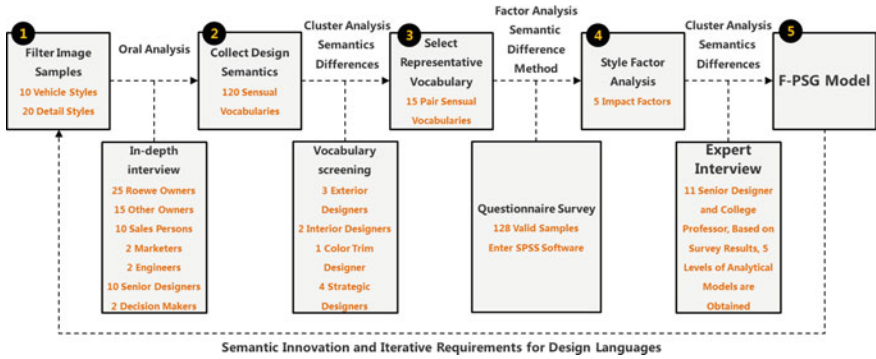 1
Filter Image
Samples
10 Vehicle Styles
20 Detail Styles
Oral Analysis
2
Collect Design
Semantics
120 Sensual
Vocabularies
Cluster Analysis
Semantics
Differences
3
Select
Representative
Vocabulary
15 Pair Sensual
Vocabularies
Factor Analysis
Semantic
Difference
Method
4
Style Factor
Analysis
5 Impact Factors
Cluster Analysis
Semantics
Differences
5
F-PSG Model
In-depth
interview
25 Roewe Owners
15 Other Owners
10 Sales Persons
2 Marketers
2 Engineers
10 Senior Designers
2 Decision Makers
Vocabulary
screening
3 Exterior
Designers
2 Interior Designers
1 Color Trim
Designer
4 Strategic
Designers
Questionnaire Survey
128 Valid Samples
Enter SPSS Software
Expert
Interview
11 Senior Designer
and College
Professor, Based on
Survey Results, 5
Levels of Analytical
Models are
Obtained
Semantic Innovation and Iterative Requirements for Design Languages